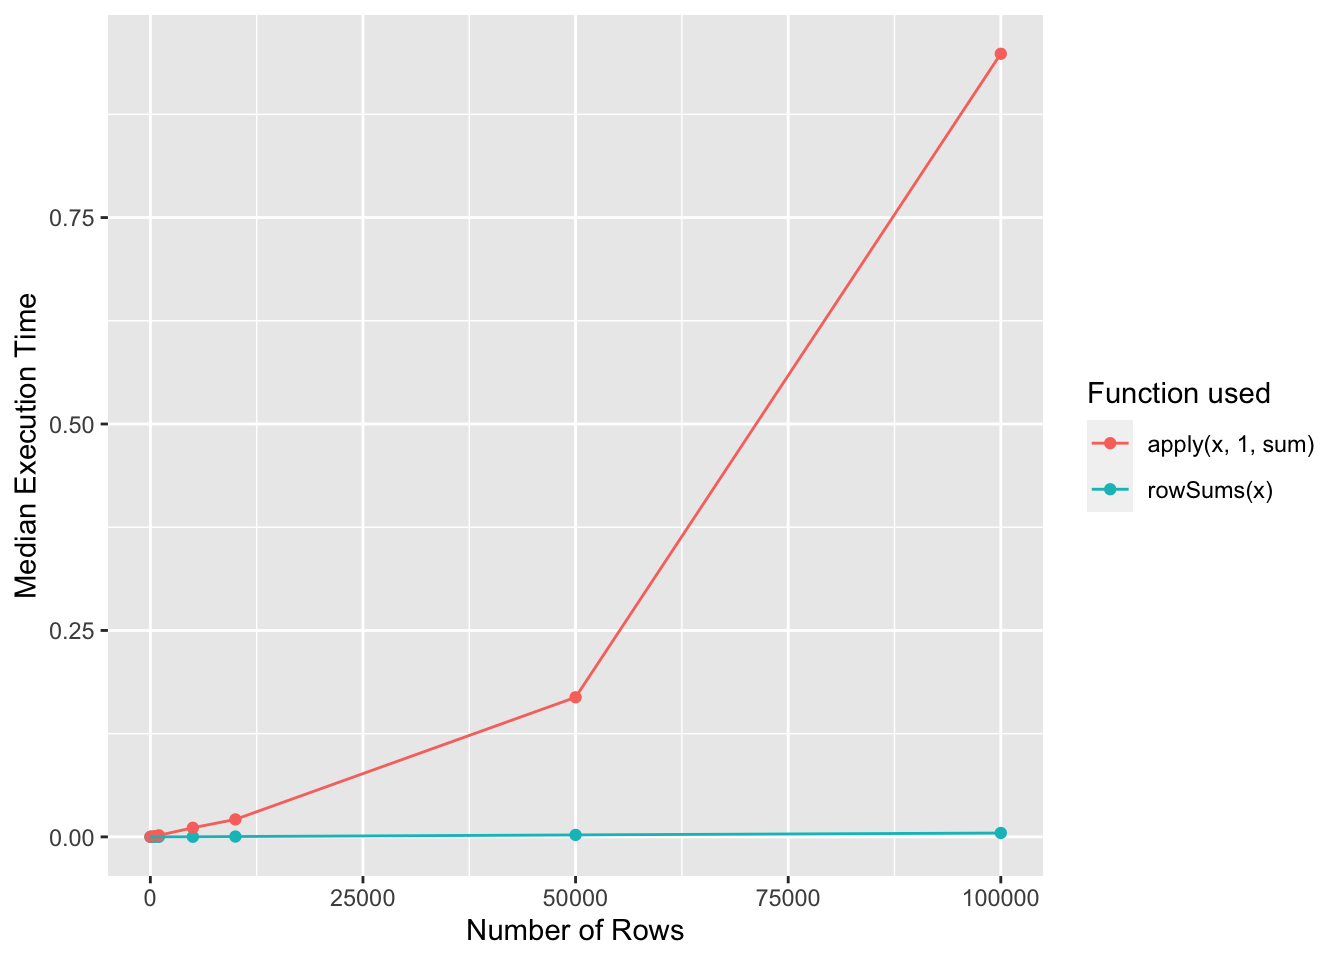 Median Execution Time
0.75
0.50
0.25
0.00
0
25000
50000
75000
100000
Number of Rows
Function used
apply(x, 1, sum)
rowSums(x)